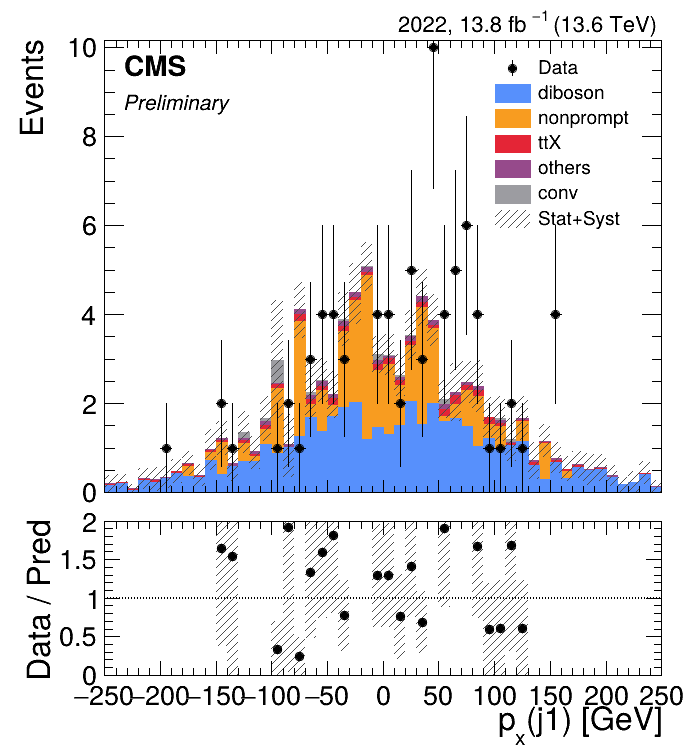 2022, 13.8 fb⁻¹ (13.6 TeV)
Events
10
8
6
4
2
0
CMS
Preliminary
Data
diboson
nonprompt
ttX
others
conv
Stat+Syst
Data / Pred
2
1.5
1
0.5
0
−250 −200 −150 −100 −50 0 50 100 150 200 250
pₓ(j1) [GeV]